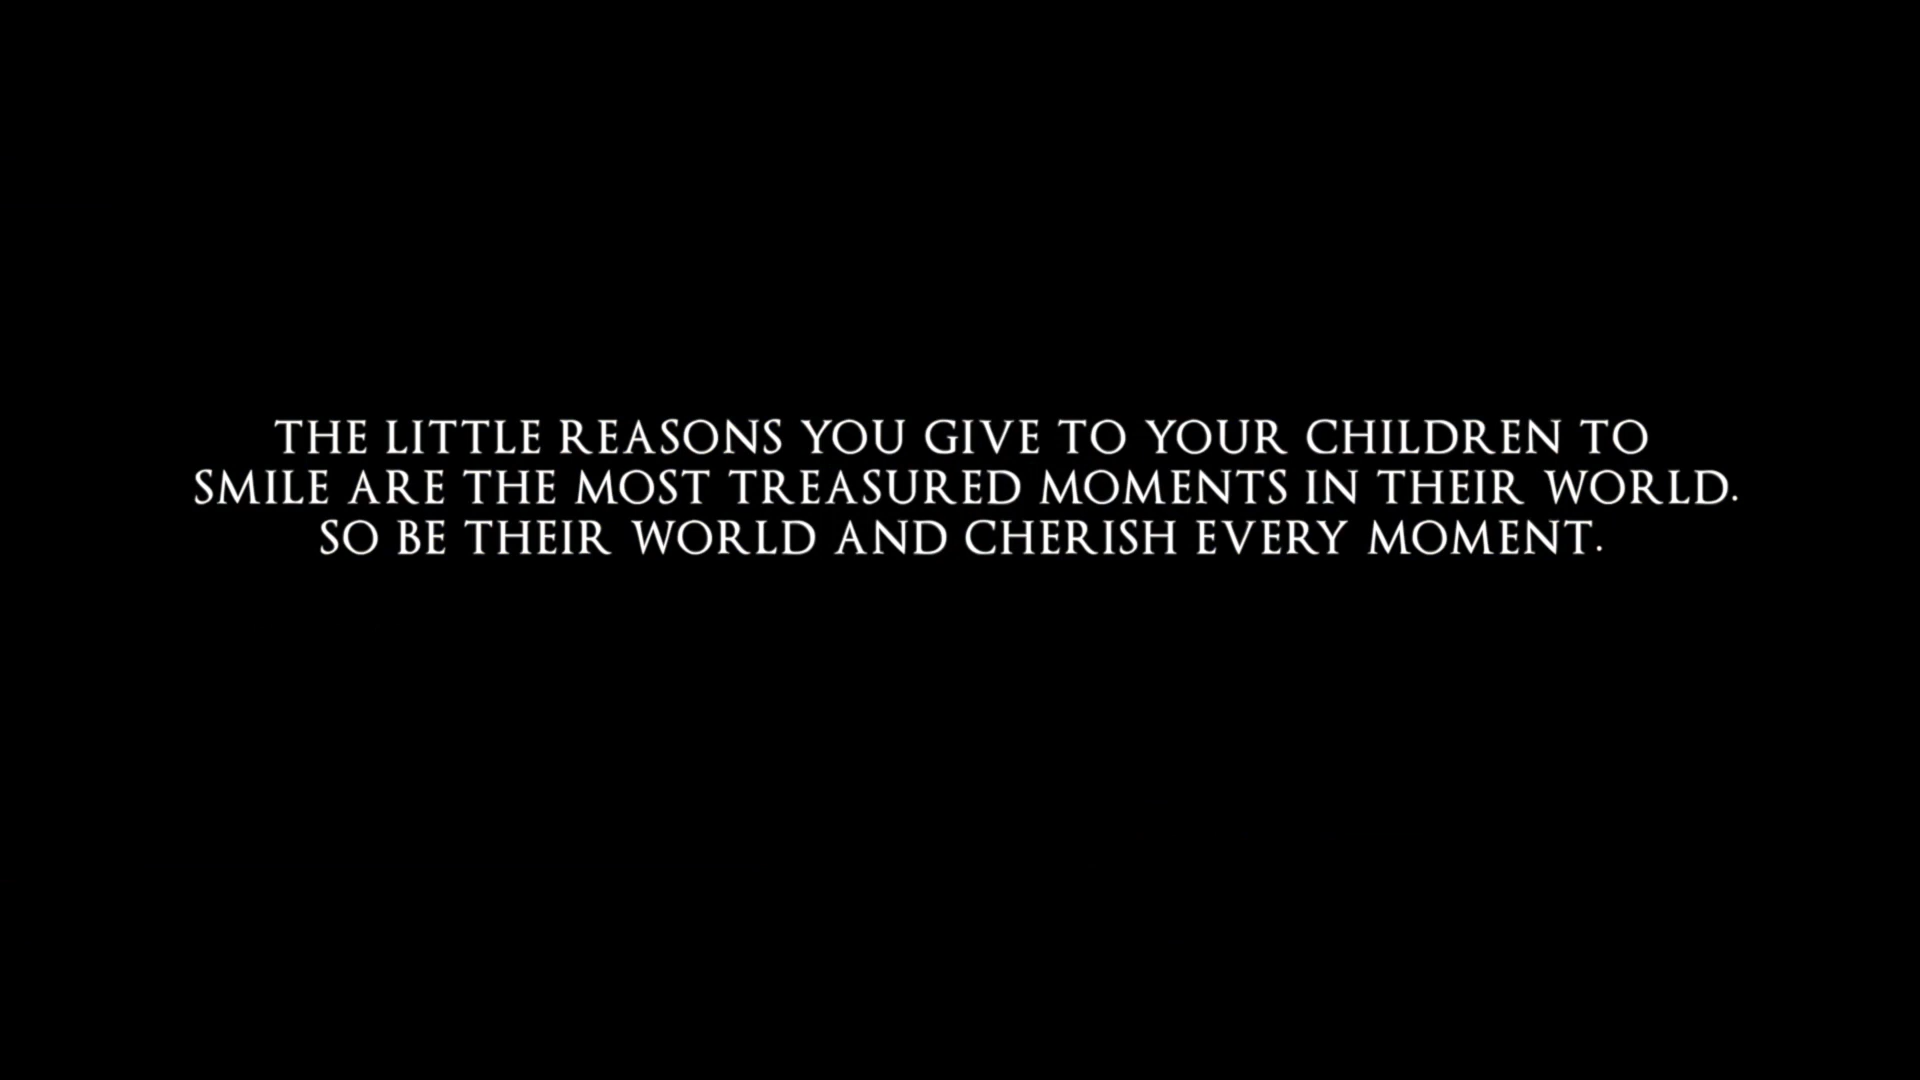 THE LITTLE REASONS YOU GIVE TO YOUR CHILDREN TO
SMILE ARE THE MOST TREASURED MOMENTS IN THEIR WORLD.
SO BE THEIR WORLD AND CHERISH EVERY MOMENT.